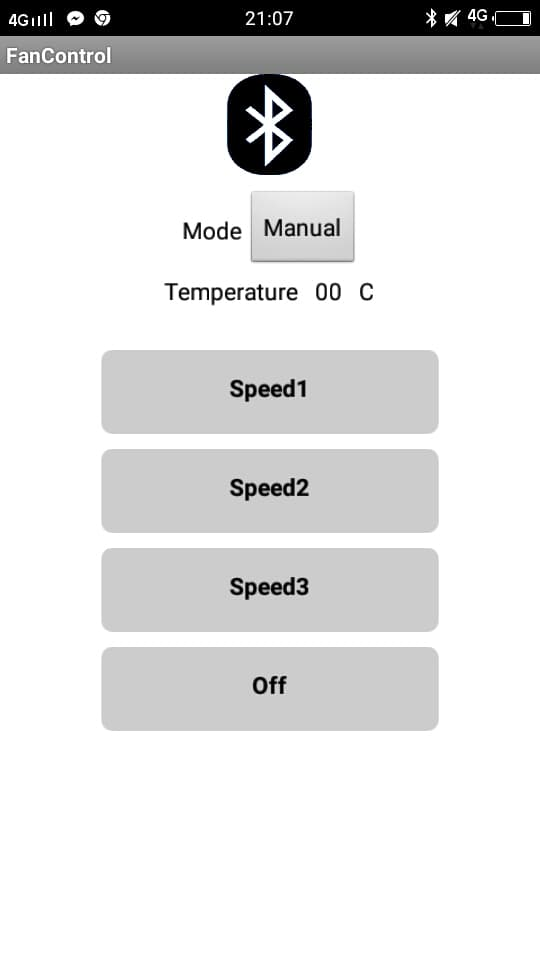 4G 21:07 4G
FanControl
Mode Manual
Temperature 00 C
Speed1
Speed2
Speed3
Off